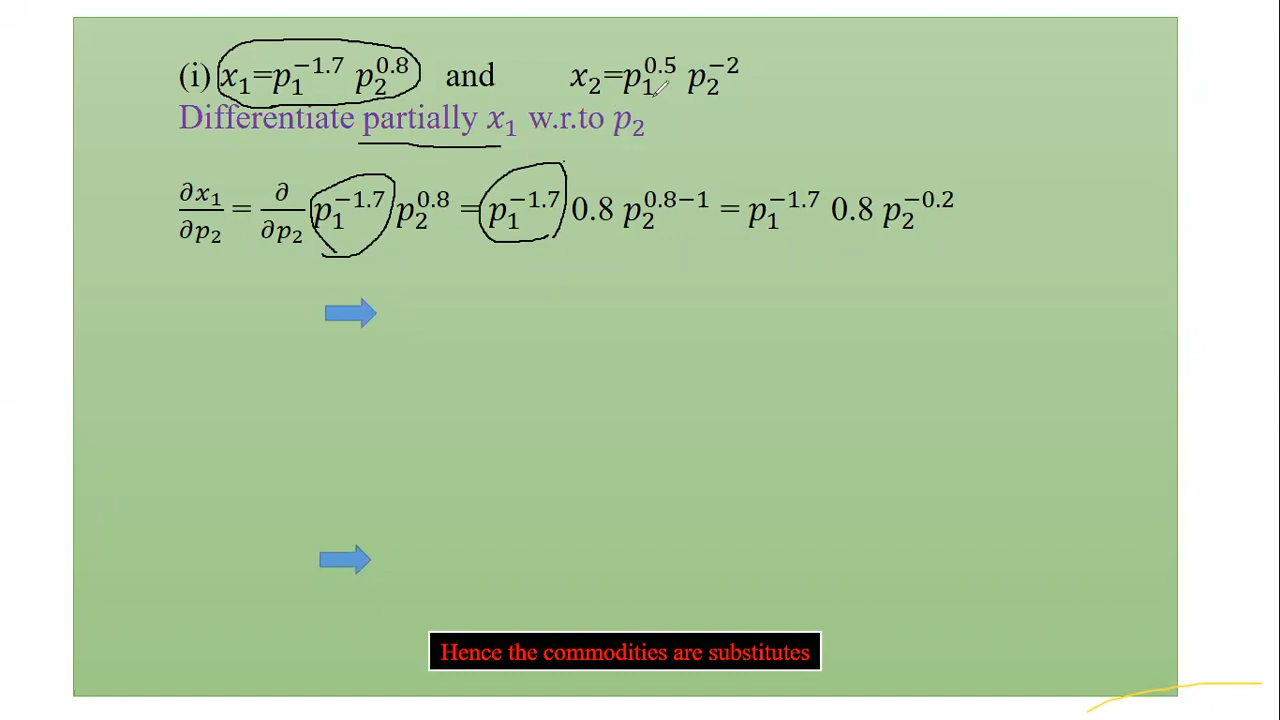 (i) x₁=p₁^−1.7 p₂^0.8 and x₂=p₁^0.5 p₂^−2
Differentiate partially x₁ w.r.to p₂
∂x₁/∂p₂ = ∂/∂p₂ p₁^−1.7 p₂^0.8 = p₁^−1.7 0.8 p₂^0.8−1 = p₁^−1.7 0.8 p₂^−0.2
Hence the commodities are substitutes